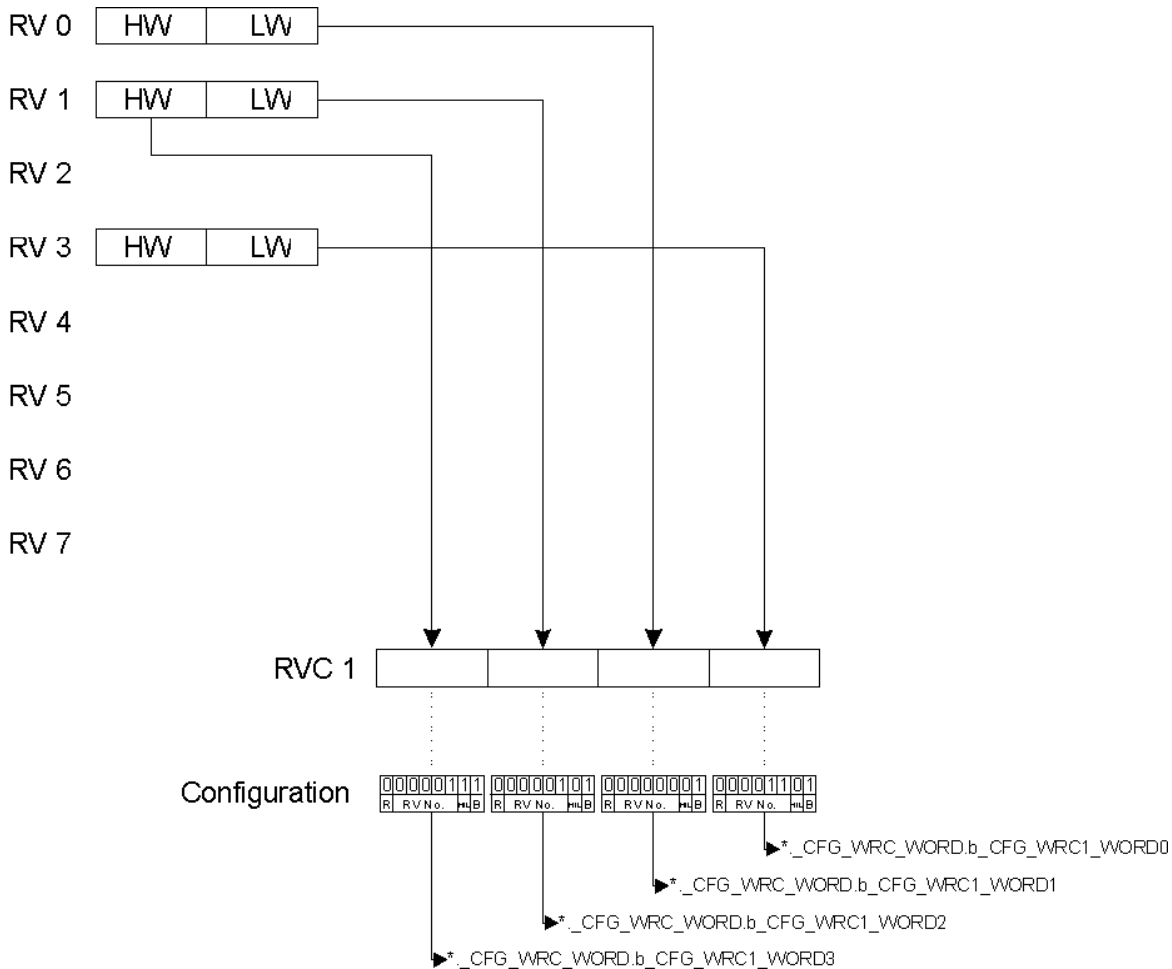 RV 0 HW LW
RV 1 HW LW
RV 2
RV 3 HW LW
RV 4
RV 5
RV 6
RV 7
RVC 1
Configuration 0 0 0 0 0 1 1 1 0 0 0 0 0 1 0 1 0 0 0 0 0 0 0 1 0 0 0 0 1 1 0 1
R RV No. H/L B R RV No. H/L B R RV No. H/L B R RV No. H/L B
*._CFG_WRC_WORD.b_CFG_WRC1_WORD0
*._CFG_WRC_WORD.b_CFG_WRC1_WORD1
*._CFG_WRC_WORD.b_CFG_WRC1_WORD2
*._CFG_WRC_WORD.b_CFG_WRC1_WORD3